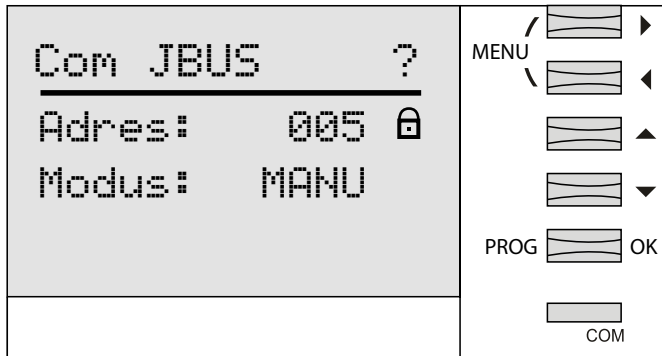 Com JBUS ?
Adres: 005
Modus: MANU
MENU
PROG OK
COM